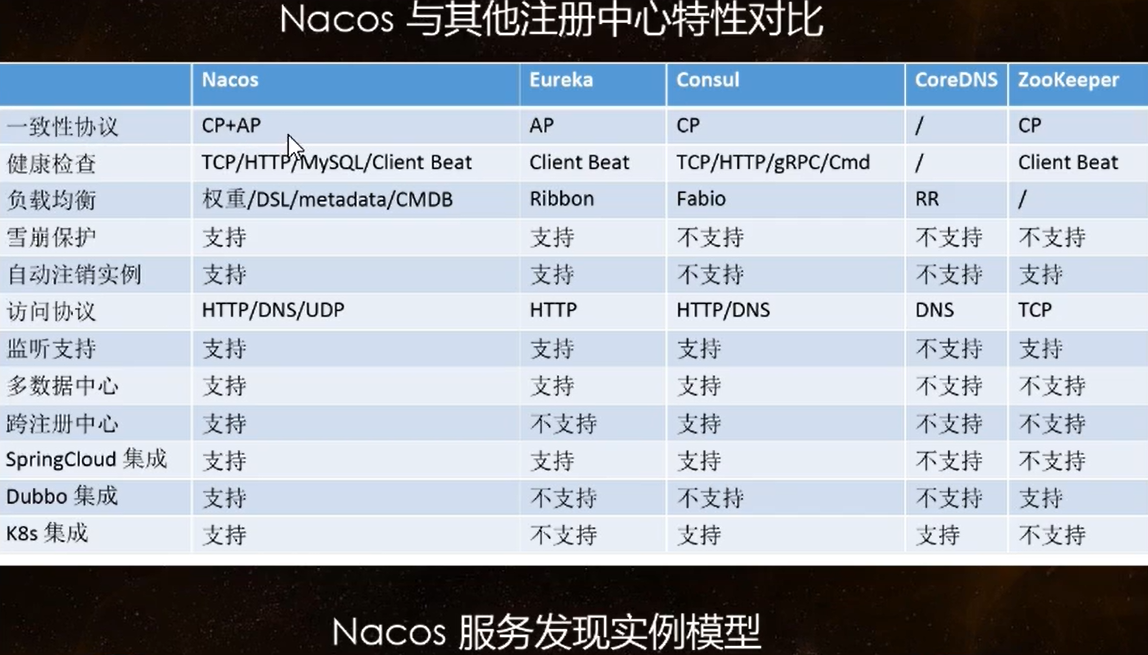 Nacos 与其他注册中心特性对比
Nacos Eureka Consul CoreDNS ZooKeeper
一致性协议 CP+AP AP CP / CP
健康检查 TCP/HTTP/MySQL/Client Beat Client Beat TCP/HTTP/gRPC/Cmd / Client Beat
负载均衡 权重/DSL/metadata/CMDB Ribbon Fabio RR /
雪崩保护 支持 支持 不支持 不支持 不支持
自动注销实例 支持 支持 不支持 不支持 支持
访问协议 HTTP/DNS/UDP HTTP HTTP/DNS DNS TCP
监听支持 支持 支持 支持 不支持 支持
多数据中心 支持 支持 支持 不支持 不支持
跨注册中心 支持 不支持 支持 不支持 不支持
SpringCloud 集成 支持 支持 支持 不支持 不支持
Dubbo 集成 支持 不支持 不支持 不支持 支持
K8s 集成 支持 不支持 支持 支持 不支持
Nacos 服务发现实例模型